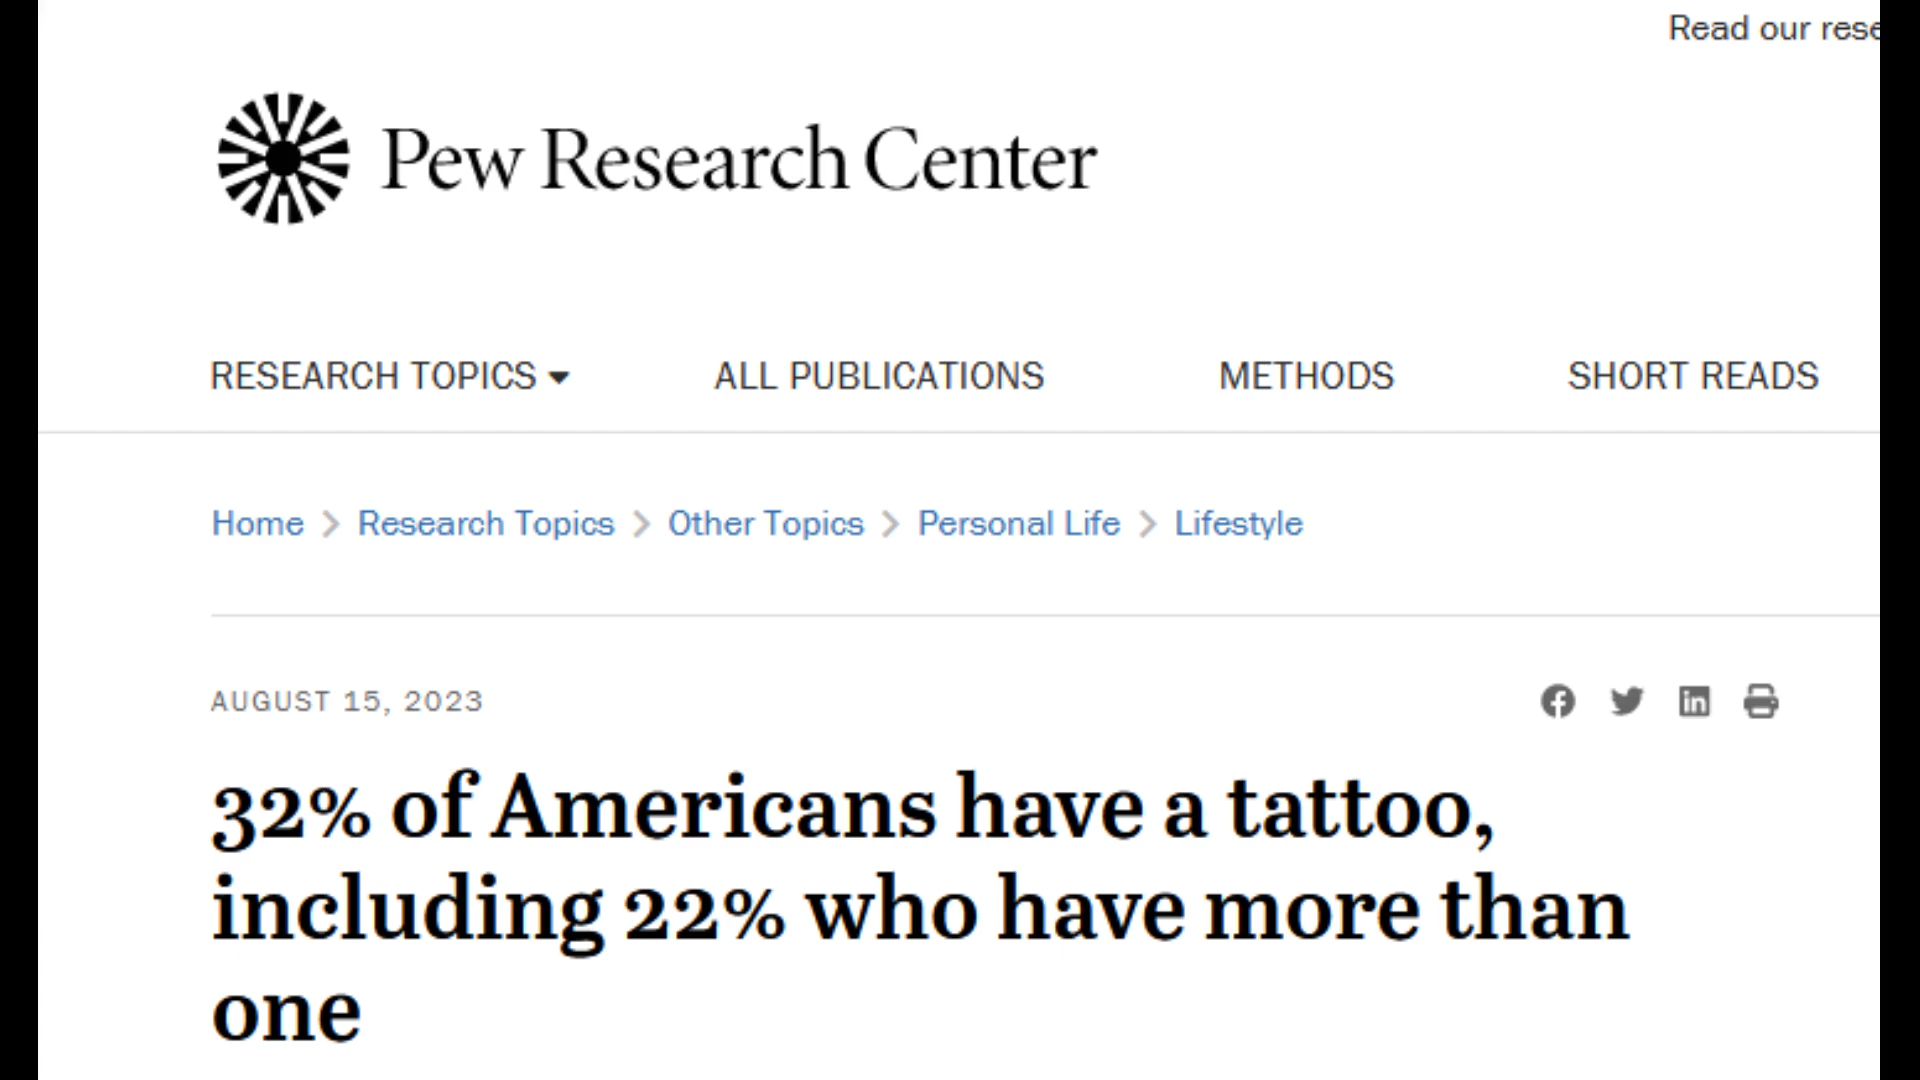 Read our rese
Pew Research Center
RESEARCH TOPICS
ALL PUBLICATIONS
METHODS
SHORT READS
Home > Research Topics > Other Topics > Personal Life > Lifestyle
AUGUST 15, 2023
32% of Americans have a tattoo,
including 22% who have more than
one